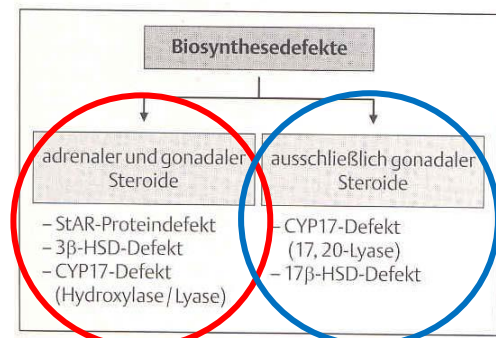 Biosynthesedefekte
adrenaler und gonadaler
Steroide
– StAR-Proteindefekt
– 3β-HSD-Defekt
– CYP17-Defekt
(Hydroxylase / Lyase)
ausschließlich gonadaler
Steroide
– CYP17-Defekt
(17, 20-Lyase)
– 17β-HSD-Defekt